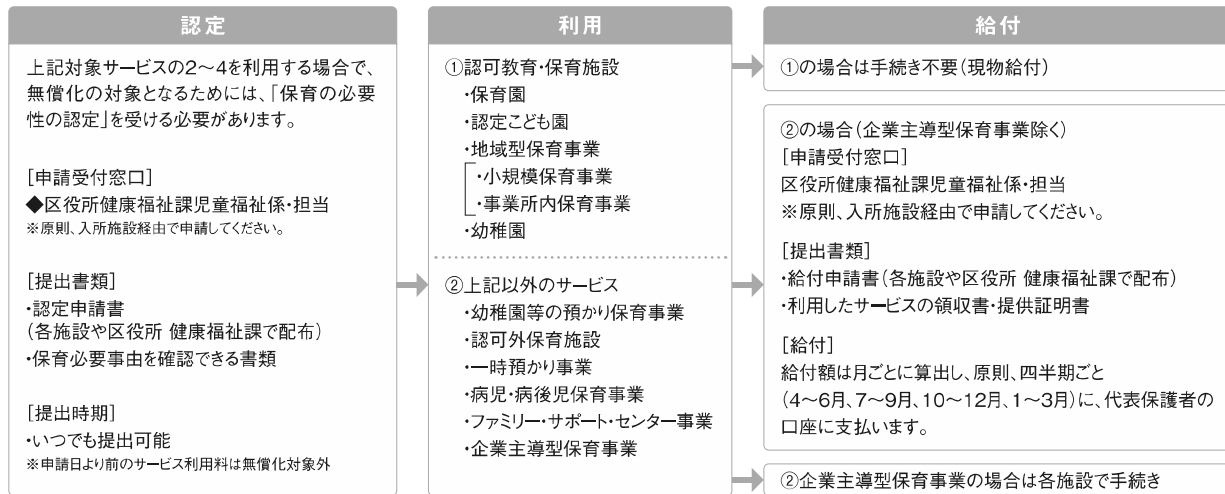 認定
上記対象サービスの2～4を利用する場合で、
無償化の対象となるためには、「保育の必要
性の認定」を受ける必要があります。
［申請受付窓口］
◆区役所健康福祉課児童福祉係・担当
※原則、入所施設経由で申請してください。
［提出書類］
・認定申請書
（各施設や区役所 健康福祉課で配布）
・保育必要事由を確認できる書類
［提出時期］
・いつでも提出可能
※申請日より前のサービス利用料は無償化対象外
利用
①認可教育・保育施設
・保育園
・認定こども園
・地域型保育事業
・小規模保育事業
・事業所内保育事業
・幼稚園
②上記以外のサービス
・幼稚園等の預かり保育事業
・認可外保育施設
・一時預かり事業
・病児・病後児保育事業
・ファミリー・サポート・センター事業
・企業主導型保育事業
給付
①の場合は手続き不要（現物給付）
②の場合（企業主導型保育事業除く）
［申請受付窓口］
区役所健康福祉課児童福祉係・担当
※原則、入所施設経由で申請してください。
［提出書類］
・給付申請書（各施設や区役所 健康福祉課で配布）
・利用したサービスの領収書・提供証明書
［給付］
給付額は月ごとに算出し、原則、四半期ごと
（4～6月、7～9月、10～12月、1～3月）に、代表保護者の
口座に支払います。
②企業主導型保育事業の場合は各施設で手続き